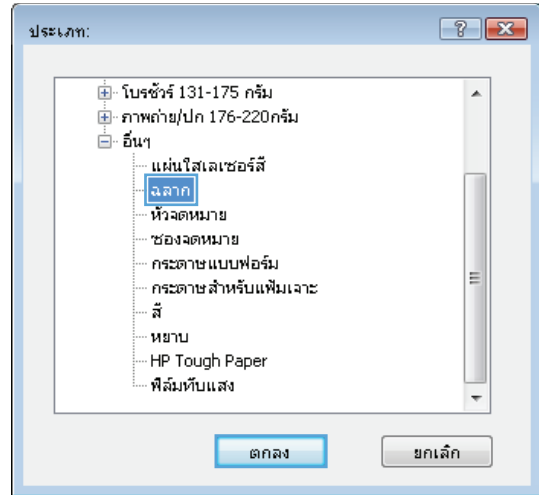 ประเภท:
โบรชัวร์ 131-175 กรัม
ภาพถ่าย/ปก 176-220กรัม
อื่นๆ
แผ่นใสเลเซอร์สี
ฉลาก
หัวจดหมาย
ซองจดหมาย
กระดาษแบบฟอร์ม
กระดาษสำหรับแฟ้มเจาะ
สี
หยาบ
HP Tough Paper
ฟิล์มทึบแสง
ตกลง ยกเลิก